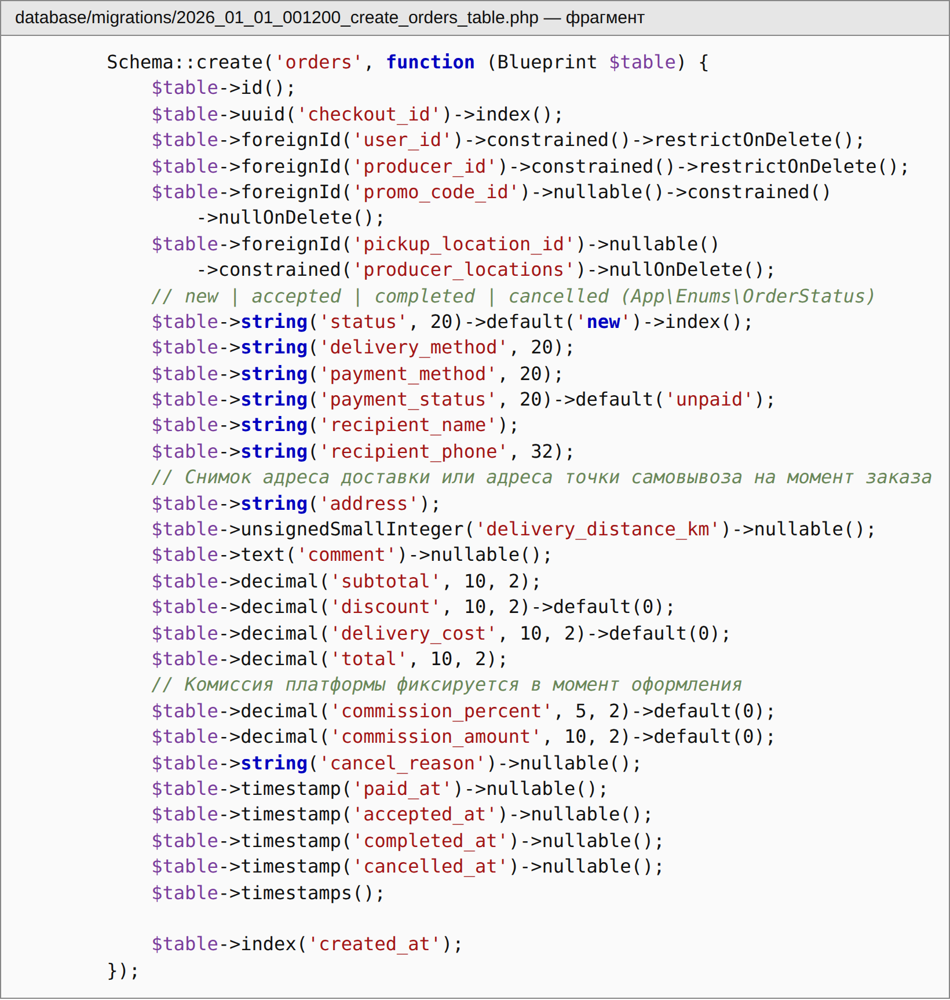 database/migrations/2026_01_01_001200_create_orders_table.php — фрагмент
Schema::create('orders', function (Blueprint $table) {
$table->id();
$table->uuid('checkout_id')->index();
$table->foreignId('user_id')->constrained()->restrictOnDelete();
$table->foreignId('producer_id')->constrained()->restrictOnDelete();
$table->foreignId('promo_code_id')->nullable()->constrained()
->nullOnDelete();
$table->foreignId('pickup_location_id')->nullable()
->constrained('producer_locations')->nullOnDelete();
// new | accepted | completed | cancelled (App\Enums\OrderStatus)
$table->string('status', 20)->default('new')->index();
$table->string('delivery_method', 20);
$table->string('payment_method', 20);
$table->string('payment_status', 20)->default('unpaid');
$table->string('recipient_name');
$table->string('recipient_phone', 32);
// Снимок адреса доставки или адреса точки самовывоза на момент заказа
$table->string('address');
$table->unsignedSmallInteger('delivery_distance_km')->nullable();
$table->text('comment')->nullable();
$table->decimal('subtotal', 10, 2);
$table->decimal('discount', 10, 2)->default(0);
$table->decimal('delivery_cost', 10, 2)->default(0);
$table->decimal('total', 10, 2);
// Комиссия платформы фиксируется в момент оформления
$table->decimal('commission_percent', 5, 2)->default(0);
$table->decimal('commission_amount', 10, 2)->default(0);
$table->string('cancel_reason')->nullable();
$table->timestamp('paid_at')->nullable();
$table->timestamp('accepted_at')->nullable();
$table->timestamp('completed_at')->nullable();
$table->timestamp('cancelled_at')->nullable();
$table->timestamps();
$table->index('created_at');
});